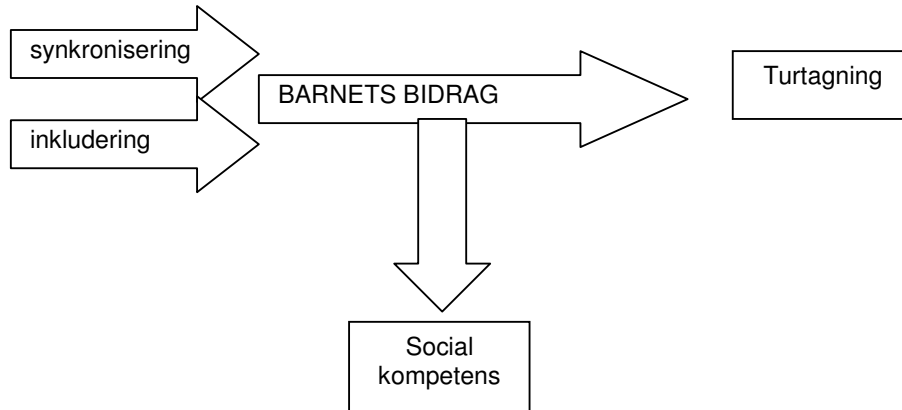 synkronisering
BARNETS BIDRAG
Turtagning
inkludering
Social
kompetens